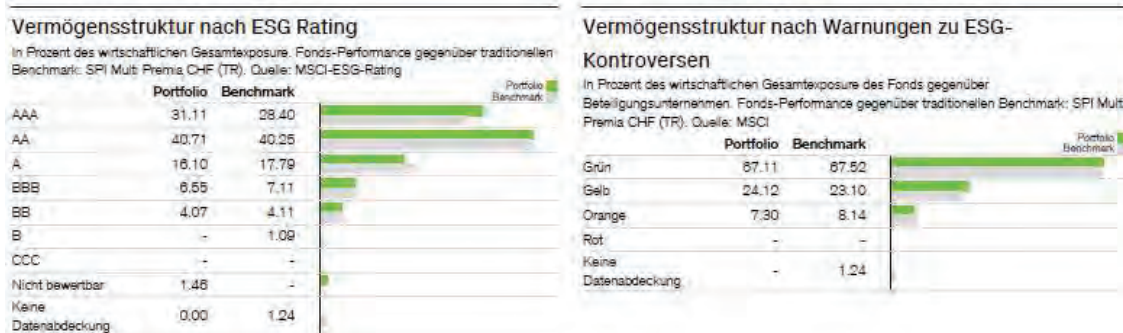 Vermögensstruktur nach ESG Rating
In Prozent des wirtschaftlichen Gesamtexposure. Fonds-Performance gegenüber traditionellen
Benchmark: SPI Mult Premia CHF (TR). Quelle: MSCI-ESG-Rating
Portfolio Benchmark
Portfolio
Benchmark
AAA 31.11 28.40
AA 40.71 40.25
A 16.10 17.79
BBB 6.55 7.11
BB 4.07 4.11
B - 1.09
CCC - -
Nicht bewertbar 1.46 -
Keine
Datenabdeckung 0.00 1.24
Vermögensstruktur nach Warnungen zu ESG-
Kontroversen
In Prozent des wirtschaftlichen Gesamtexposure des Fonds gegenüber
Beteiligungsunternehmen. Fonds-Performance gegenüber traditionellen Benchmark: SPI Mult
Premia CHF (TR). Quelle: MSCI
Portfolio Benchmark
Portfolio
Benchmark
Grün 67.11 67.52
Gelb 24.12 23.10
Orange 7.30 8.14
Rot - -
Keine
Datenabdeckung - 1.24